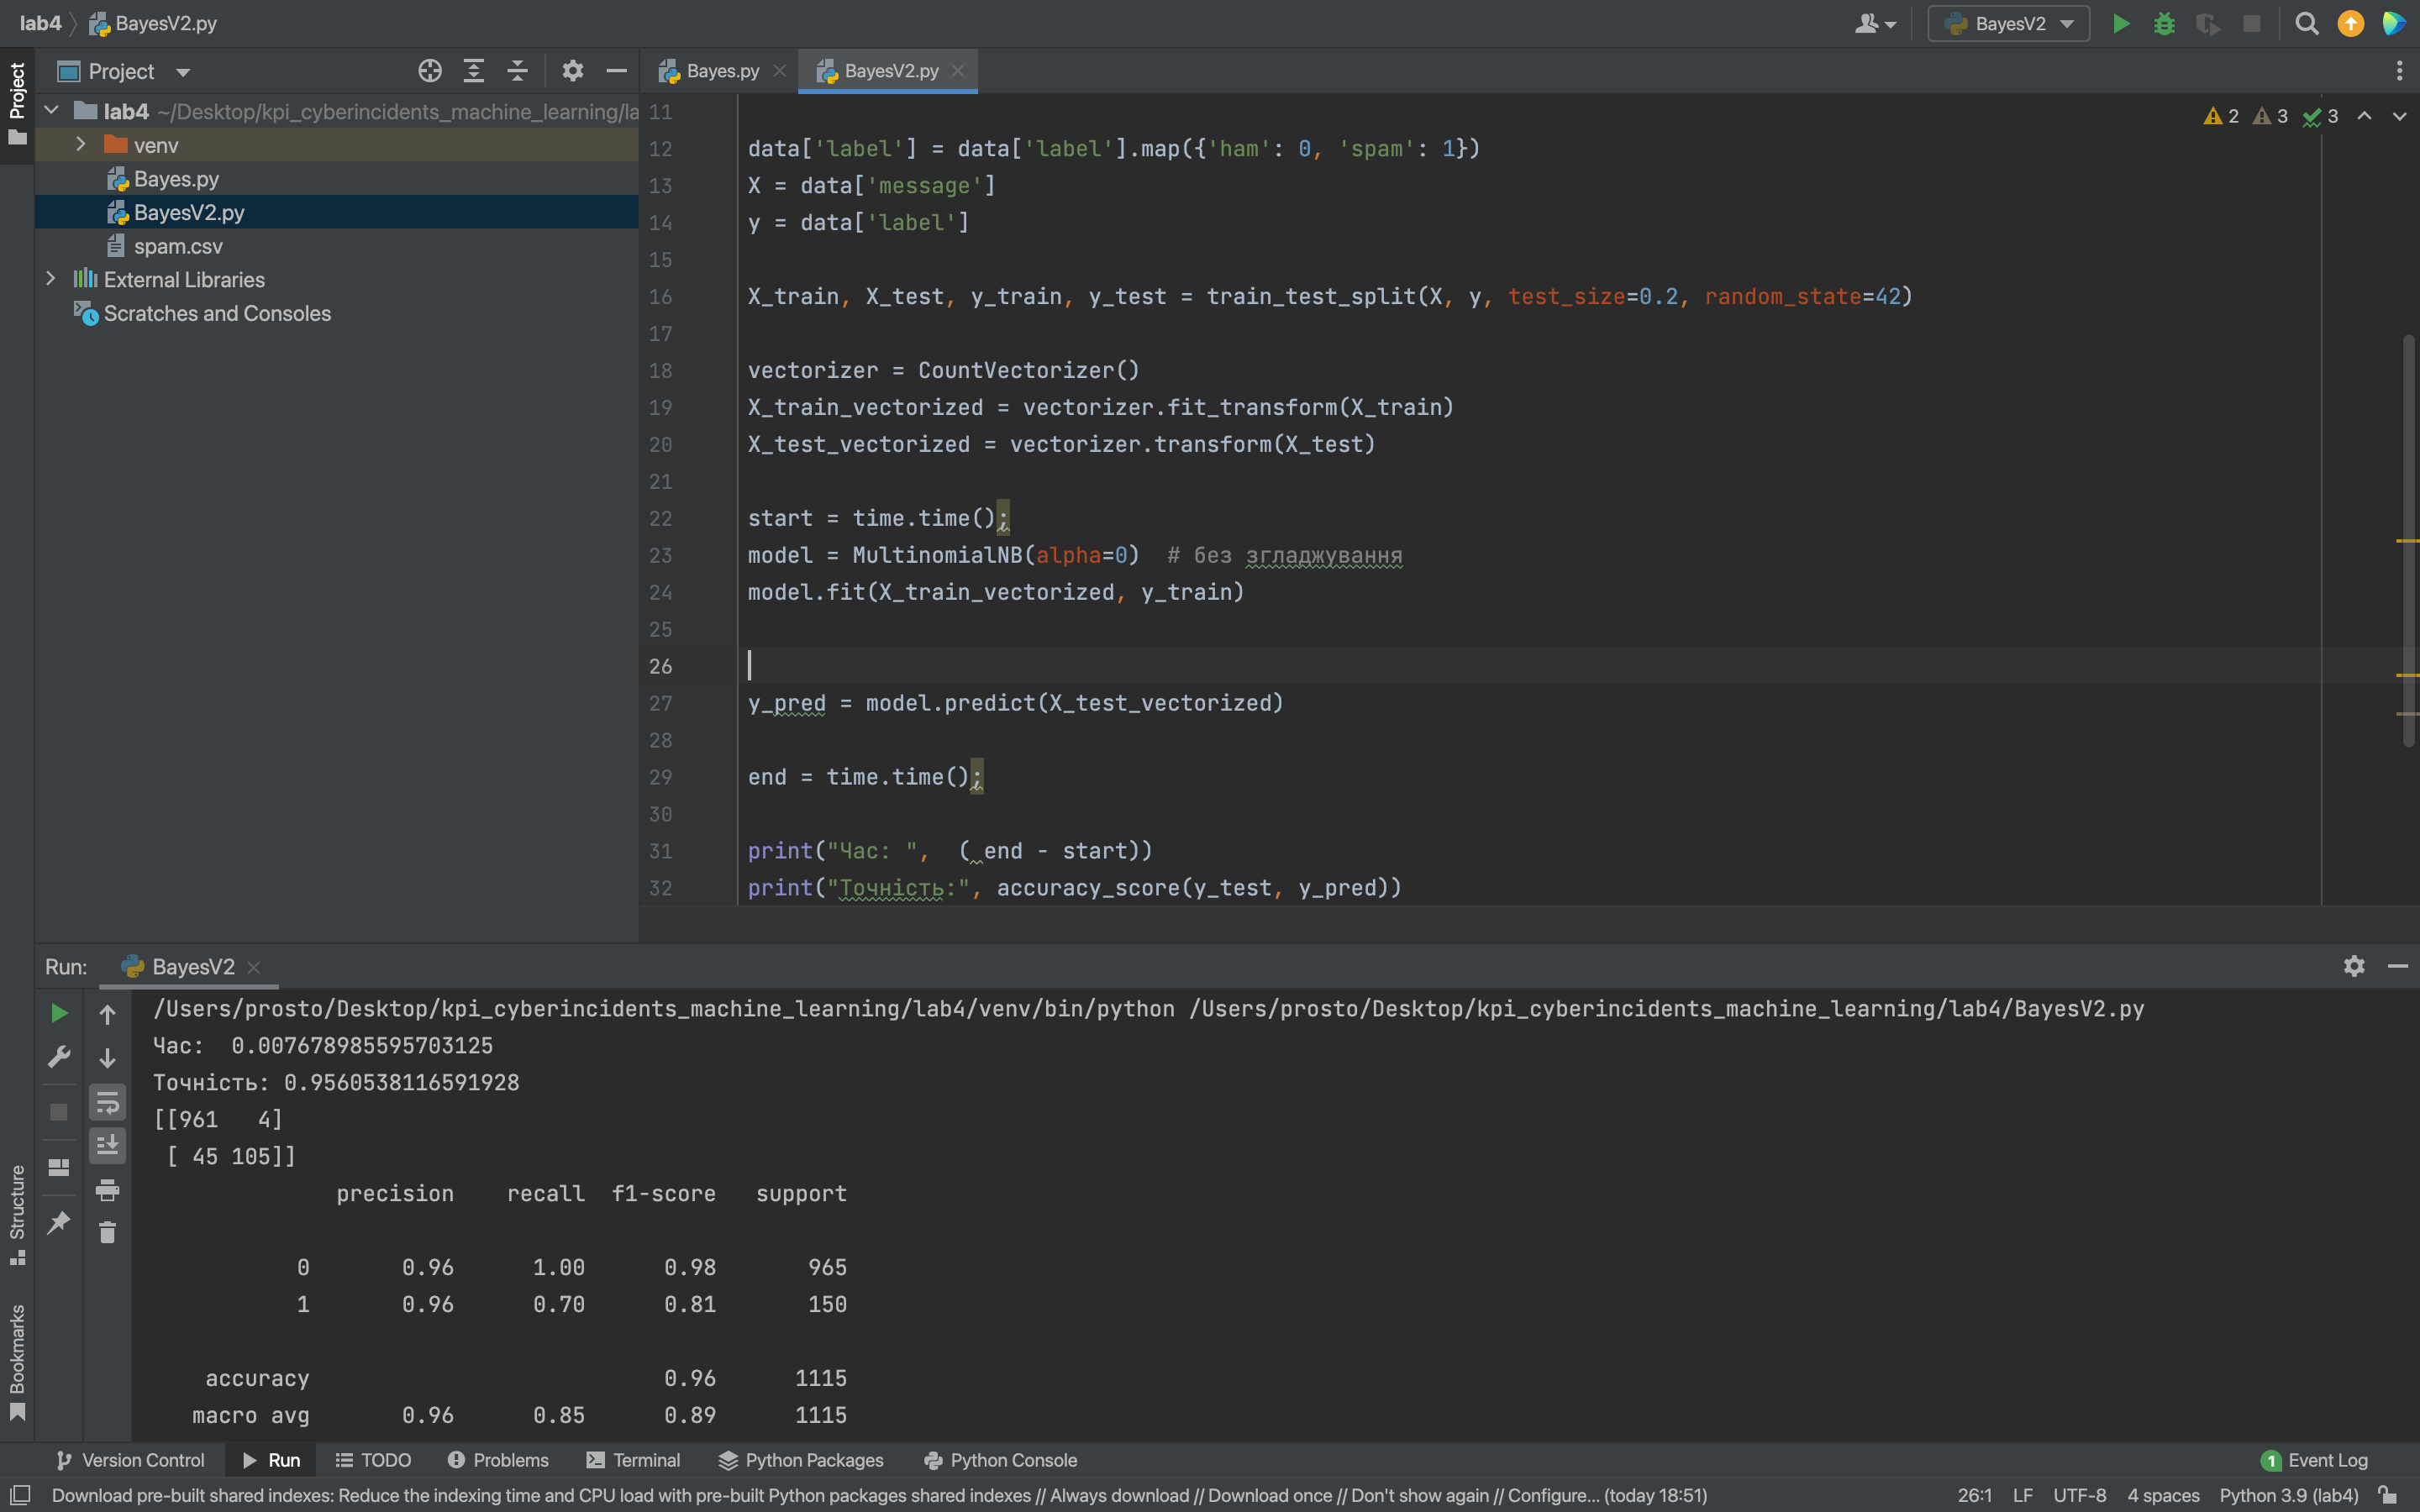 lab4 BayesV2.py
BayesV2
Project
Bayes.py BayesV2.py
Project
lab4 ~/Desktop/kpi_cyberincidents_machine_learning/la
venv
Bayes.py
BayesV2.py
spam.csv
External Libraries
Scratches and Consoles
2 3 3
11
12 data['label'] = data['label'].map({'ham': 0, 'spam': 1})
13 X = data['message']
14 y = data['label']
15
16 X_train, X_test, y_train, y_test = train_test_split(X, y, test_size=0.2, random_state=42)
17
18 vectorizer = CountVectorizer()
19 X_train_vectorized = vectorizer.fit_transform(X_train)
20 X_test_vectorized = vectorizer.transform(X_test)
21
22 start = time.time();
23 model = MultinomialNB(alpha=0)  # без згладжування
24 model.fit(X_train_vectorized, y_train)
25
26
27 y_pred = model.predict(X_test_vectorized)
28
29 end = time.time();
30
31 print("Час: ",  ( end - start))
32 print("Точність:", accuracy_score(y_test, y_pred))
Run: BayesV2
/Users/prosto/Desktop/kpi_cyberincidents_machine_learning/lab4/venv/bin/python /Users/prosto/Desktop/kpi_cyberincidents_machine_learning/lab4/BayesV2.py
Час:  0.007678985595703125
Точність: 0.9560538116591928
[[961   4]
 [ 45 105]]
precision    recall  f1-score   support
0       0.96      1.00      0.98       965
1       0.96      0.70      0.81       150
accuracy                           0.96      1115
macro avg       0.96      0.85      0.89      1115
Structure
Bookmarks
Version Control Run TODO Problems Terminal Python Packages Python Console 1 Event Log
Download pre-built shared indexes: Reduce the indexing time and CPU load with pre-built Python packages shared indexes // Always download // Download once // Don't show again // Configure... (today 18:51) 26:1 LF UTF-8 4 spaces Python 3.9 (lab4)